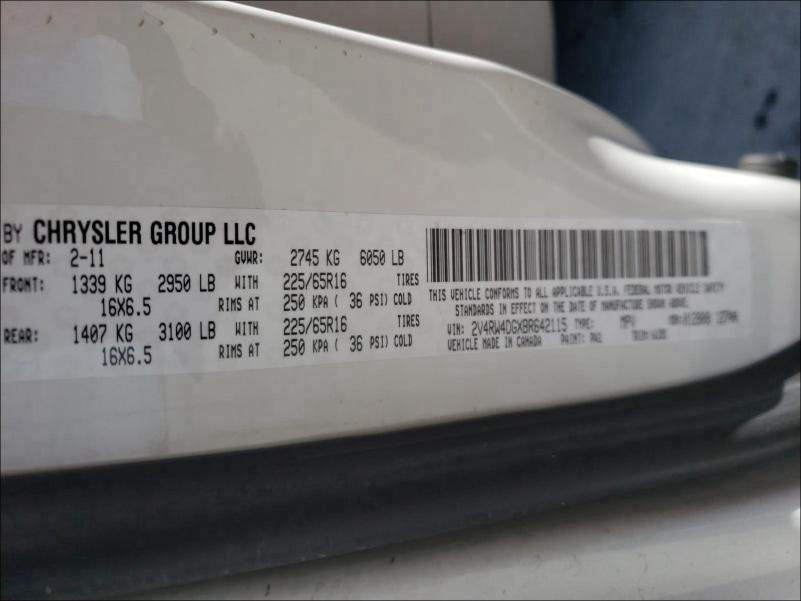 BY CHRYSLER GROUP LLC
OF MFR: 2-11 GVWR: 2745 KG 6050 LB
FRONT: 1339 KG 2950 LB WITH 225/65R16 TIRES
16X6.5 RIMS AT 250 KPA ( 36 PSI) COLD
REAR: 1407 KG 3100 LB WITH 225/65R16 TIRES
16X6.5 RIMS AT 250 KPA ( 36 PSI) COLD
THIS VEHICLE CONFORMS TO ALL APPLICABLE U.S.A. FEDERAL MOTOR VEHICLE SAFETY
STANDARDS IN EFFECT ON THE DATE OF MANUFACTURE SHOWN ABOVE.
VIN: 2V4RW4DGXBR642115 TYPE: MPV MDH:
VEHICLE MADE IN CANADA PAINT: PW1 TRIM: